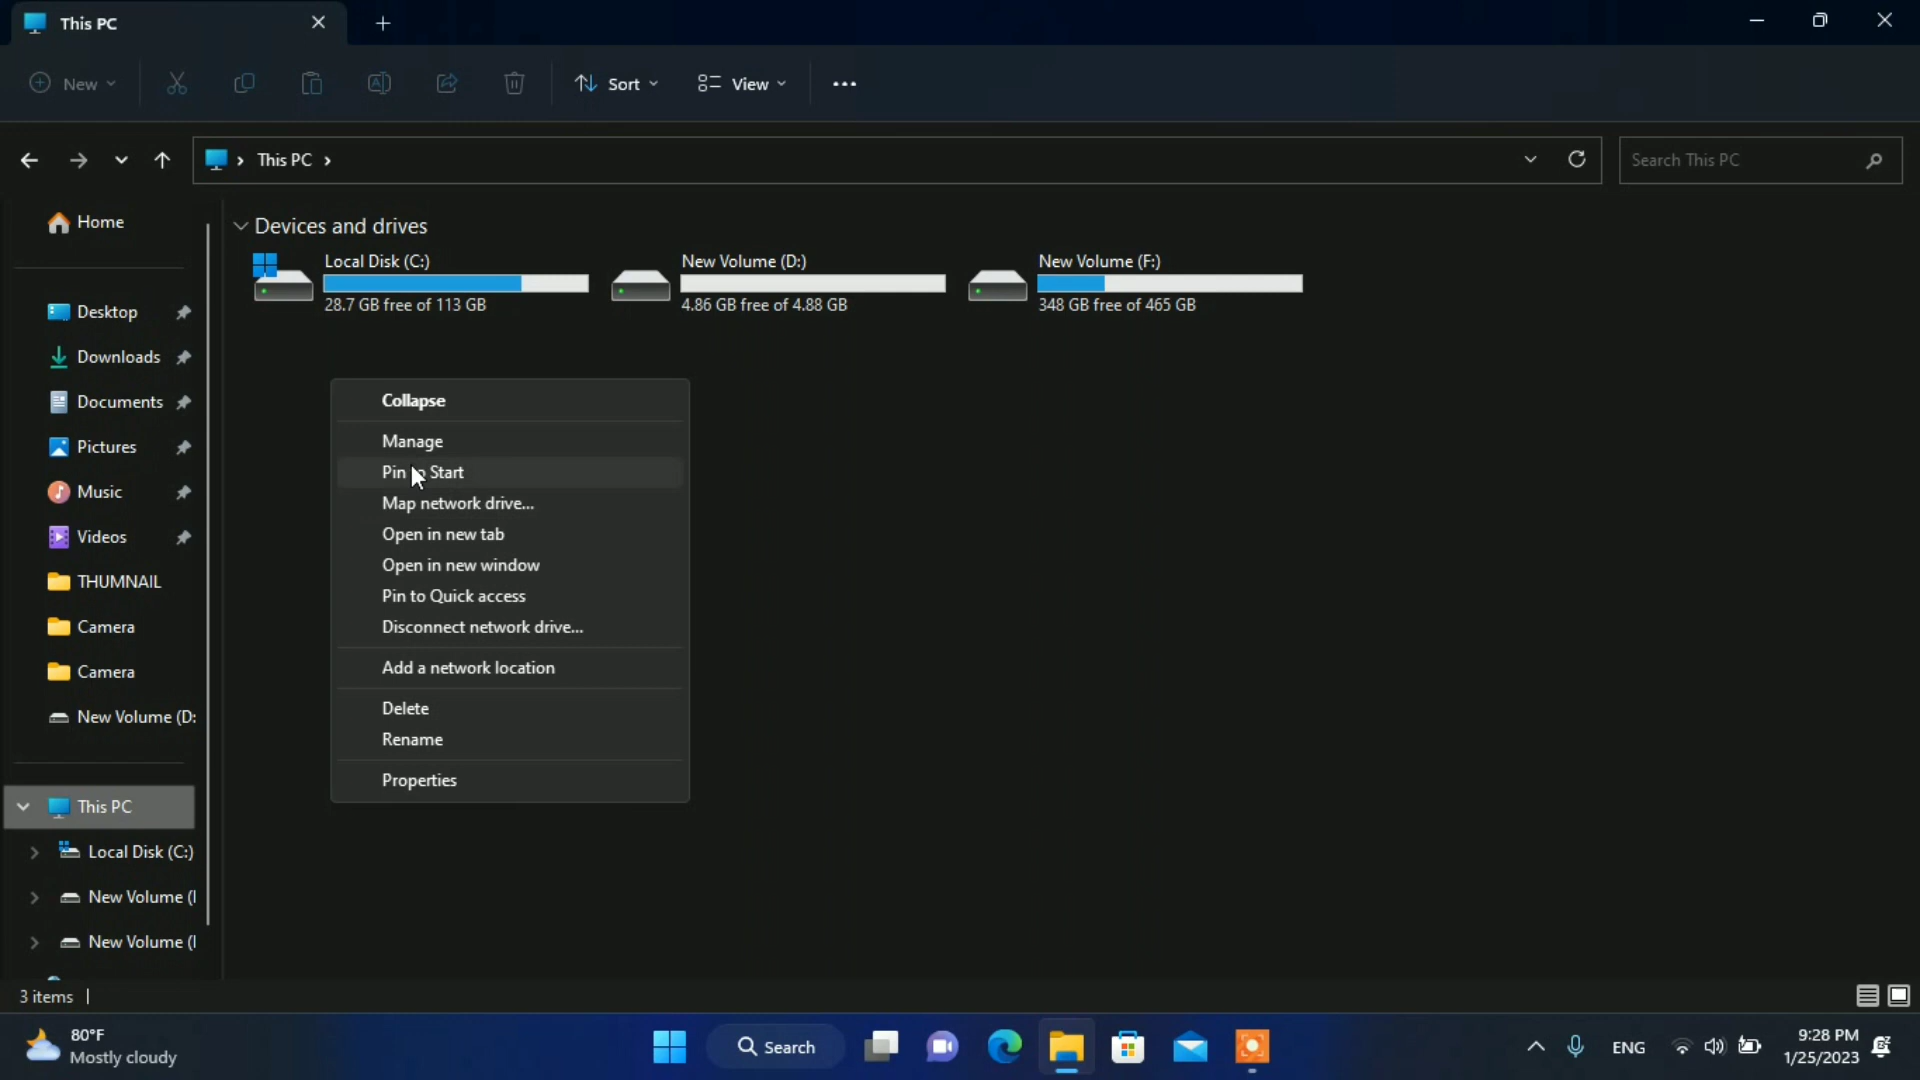 This PC
New
Sort
View
This PC
Search This PC
Home
Desktop
Downloads
Documents
Pictures
Music
Videos
THUMNAIL
Camera
Camera
New Volume (D:
This PC
Local Disk (C:)
New Volume (
New Volume (
Devices and drives
Local Disk (C:)
28.7 GB free of 113 GB
New Volume (D:)
4.86 GB free of 4.88 GB
New Volume (F:)
348 GB free of 465 GB
Collapse
Manage
Pin to Start
Map network drive...
Open in new tab
Open in new window
Pin to Quick access
Disconnect network drive...
Add a network location
Delete
Rename
Properties
3 items
80°F
Mostly cloudy
Search
ENG
9:28 PM
1/25/2023